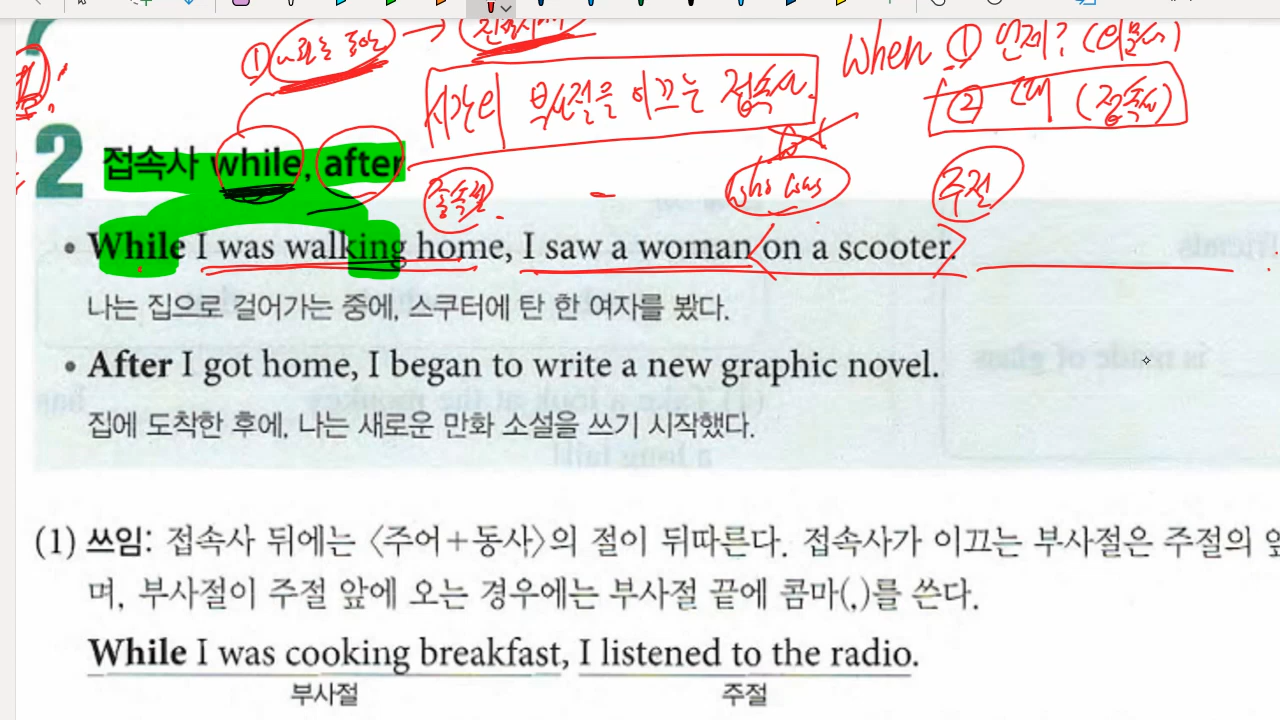 ① ~하는 동안 →
When ① 언제? (의문사)
② ~때 (접속사)
시간의 부사절을 이끄는 접속사.
2 접속사 while, after
종속절. who was 주절
• While I was walking home, I saw a woman on a scooter.
나는 집으로 걸어가는 중에, 스쿠터에 탄 한 여자를 봤다.
• After I got home, I began to write a new graphic novel.
집에 도착한 후에, 나는 새로운 만화 소설을 쓰기 시작했다.
(1) 쓰임: 접속사 뒤에는 〈주어+동사〉의 절이 뒤따른다. 접속사가 이끄는 부사절은 주절의
며, 부사절이 주절 앞에 오는 경우에는 부사절 끝에 콤마(,)를 쓴다.
While I was cooking breakfast, I listened to the radio.
부사절 주절